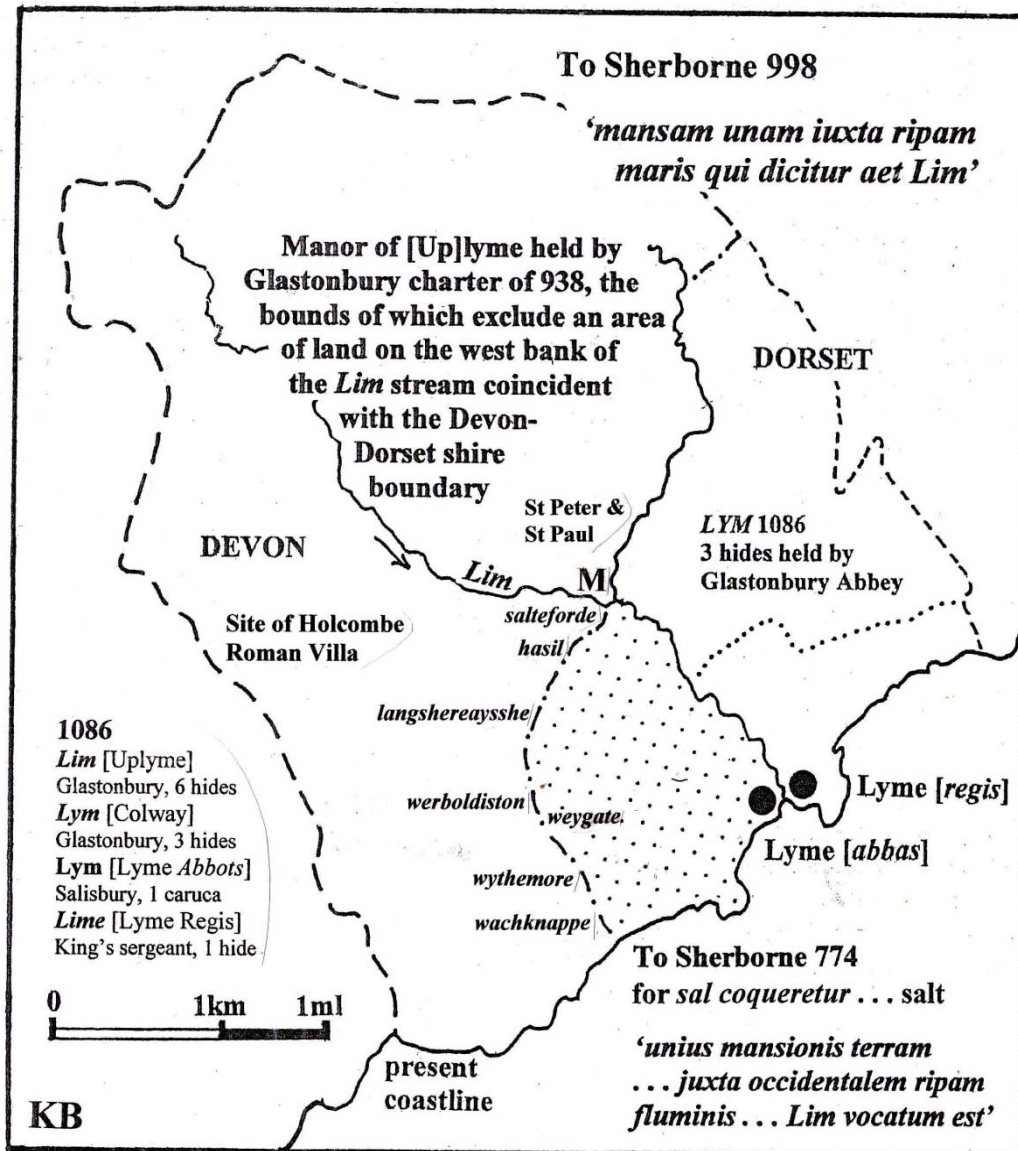 To Sherborne 998
‘mansam unam iuxta ripam
maris qui dicitur aet Lim’
Manor of [Up]lyme held by
Glastonbury charter of 938, the
bounds of which exclude an area
of land on the west bank of
the Lim stream coincident
with the Devon-
Dorset shire
boundary
DORSET
St Peter &
St Paul
LYM 1086
3 hides held by
Glastonbury Abbey
DEVON
Lim
M
salteforde
hasil
Site of Holcombe
Roman Villa
langshereaysshe
werboldiston
weygate
wythemore
wachknappe
Lyme [regis]
Lyme [abbas]
1086
Lim [Uplyme]
Glastonbury, 6 hides
Lym [Colway]
Glastonbury, 3 hides
Lym [Lyme Abbots]
Salisbury, 1 caruca
Lime [Lyme Regis]
King's sergeant, 1 hide
0 1km 1ml
To Sherborne 774
for sal coqueretur . . . salt
‘unius mansionis terram
. . . juxta occidentalem ripam
fluminis . . . Lim vocatum est’
present
coastline
KB